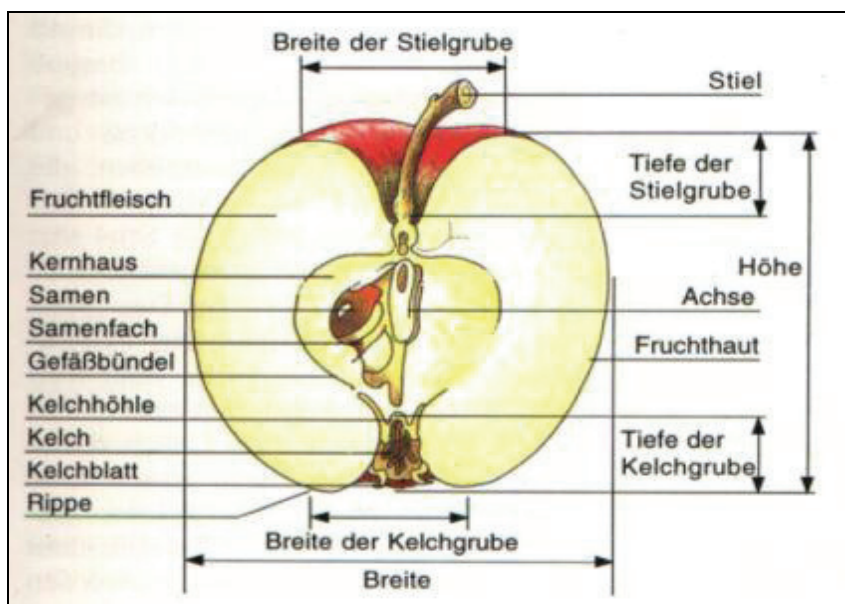 Breite der Stielgrube
Stiel
Tiefe der
Stielgrube
Fruchtfleisch
Kernhaus
Samen
Samenfach
Gefäßbündel
Kelchhöhle
Kelch
Kelchblatt
Rippe
Höhe
Achse
Fruchthaut
Tiefe der
Kelchgrube
Breite der Kelchgrube
Breite